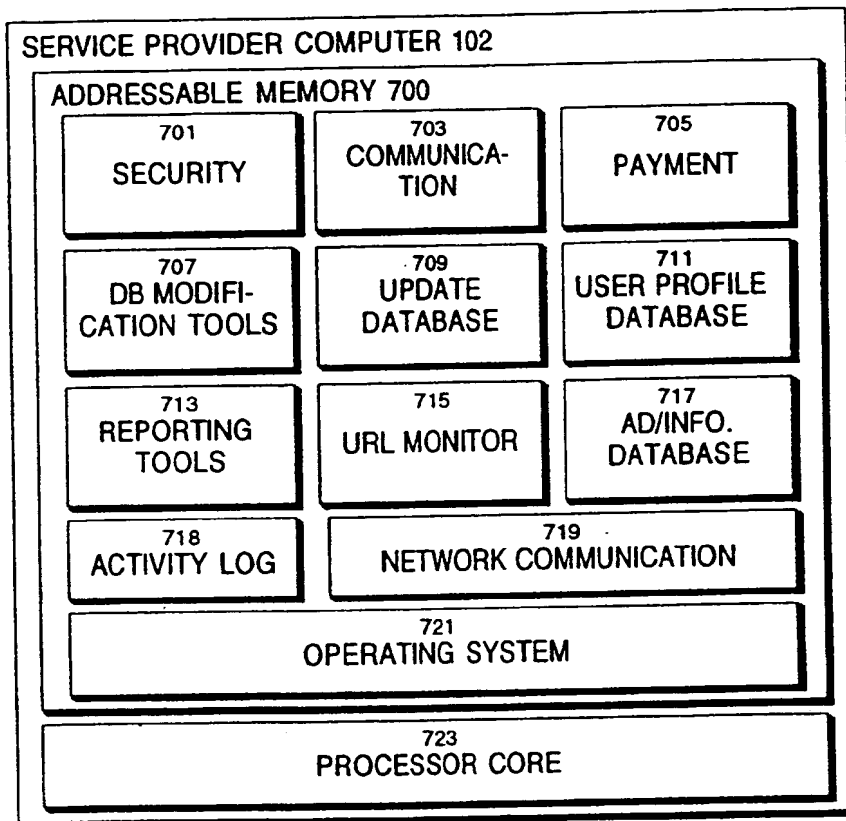 SERVICE PROVIDER COMPUTER 102
ADDRESSABLE MEMORY 700
701
SECURITY
703
COMMUNICA-
TION
705
PAYMENT
707
DB MODIFI-
CATION TOOLS
709
UPDATE
DATABASE
711
USER PROFILE
DATABASE
713
REPORTING
TOOLS
715
URL MONITOR
717
AD/INFO.
DATABASE
718
ACTIVITY LOG
719
NETWORK COMMUNICATION
721
OPERATING SYSTEM
723
PROCESSOR CORE